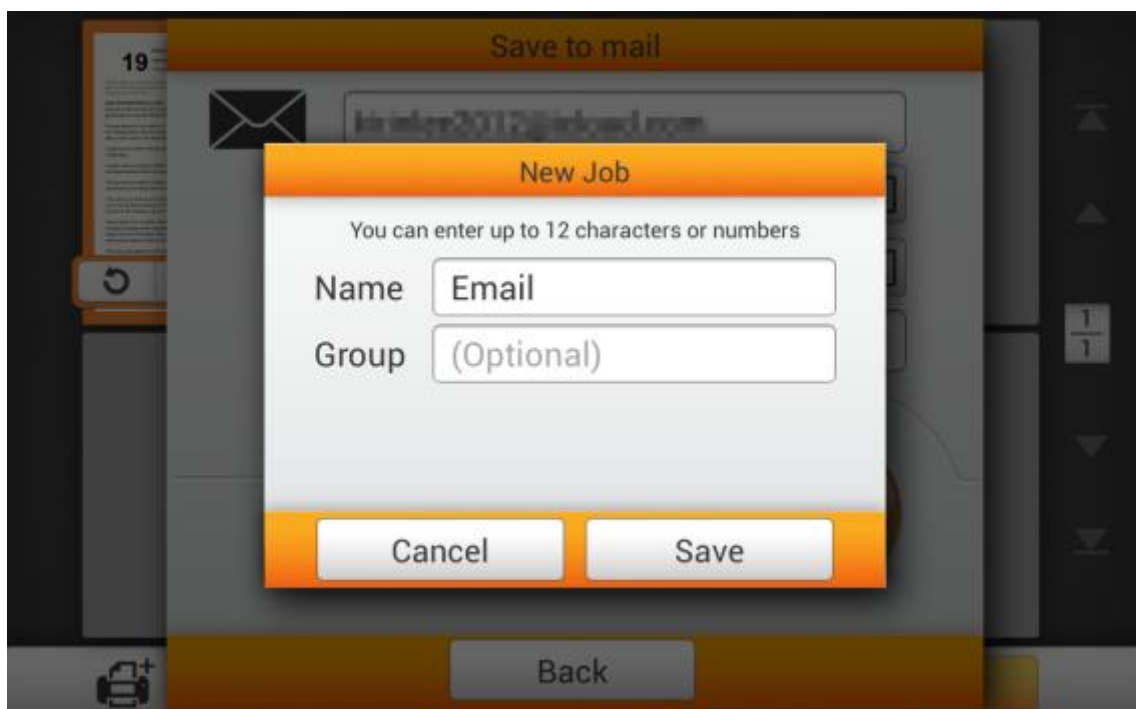 19
Save to mail
New Job
You can enter up to 12 characters or numbers
Name Email
Group (Optional)
1
1
Cancel Save
Back